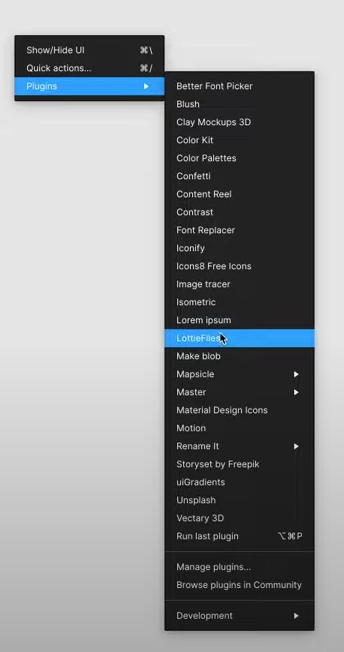 Show/Hide UI ⌘\
Quick actions... ⌘/
Plugins
Better Font Picker
Blush
Clay Mockups 3D
Color Kit
Color Palettes
Confetti
Content Reel
Contrast
Font Replacer
Iconify
Icons8 Free Icons
Image tracer
Isometric
Lorem ipsum
LottieFiles
Make blob
Mapsicle
Master
Material Design Icons
Motion
Rename It
Storyset by Freepik
uiGradients
Unsplash
Vectary 3D
Run last plugin ⌥⌘P
Manage plugins...
Browse plugins in Community
Development